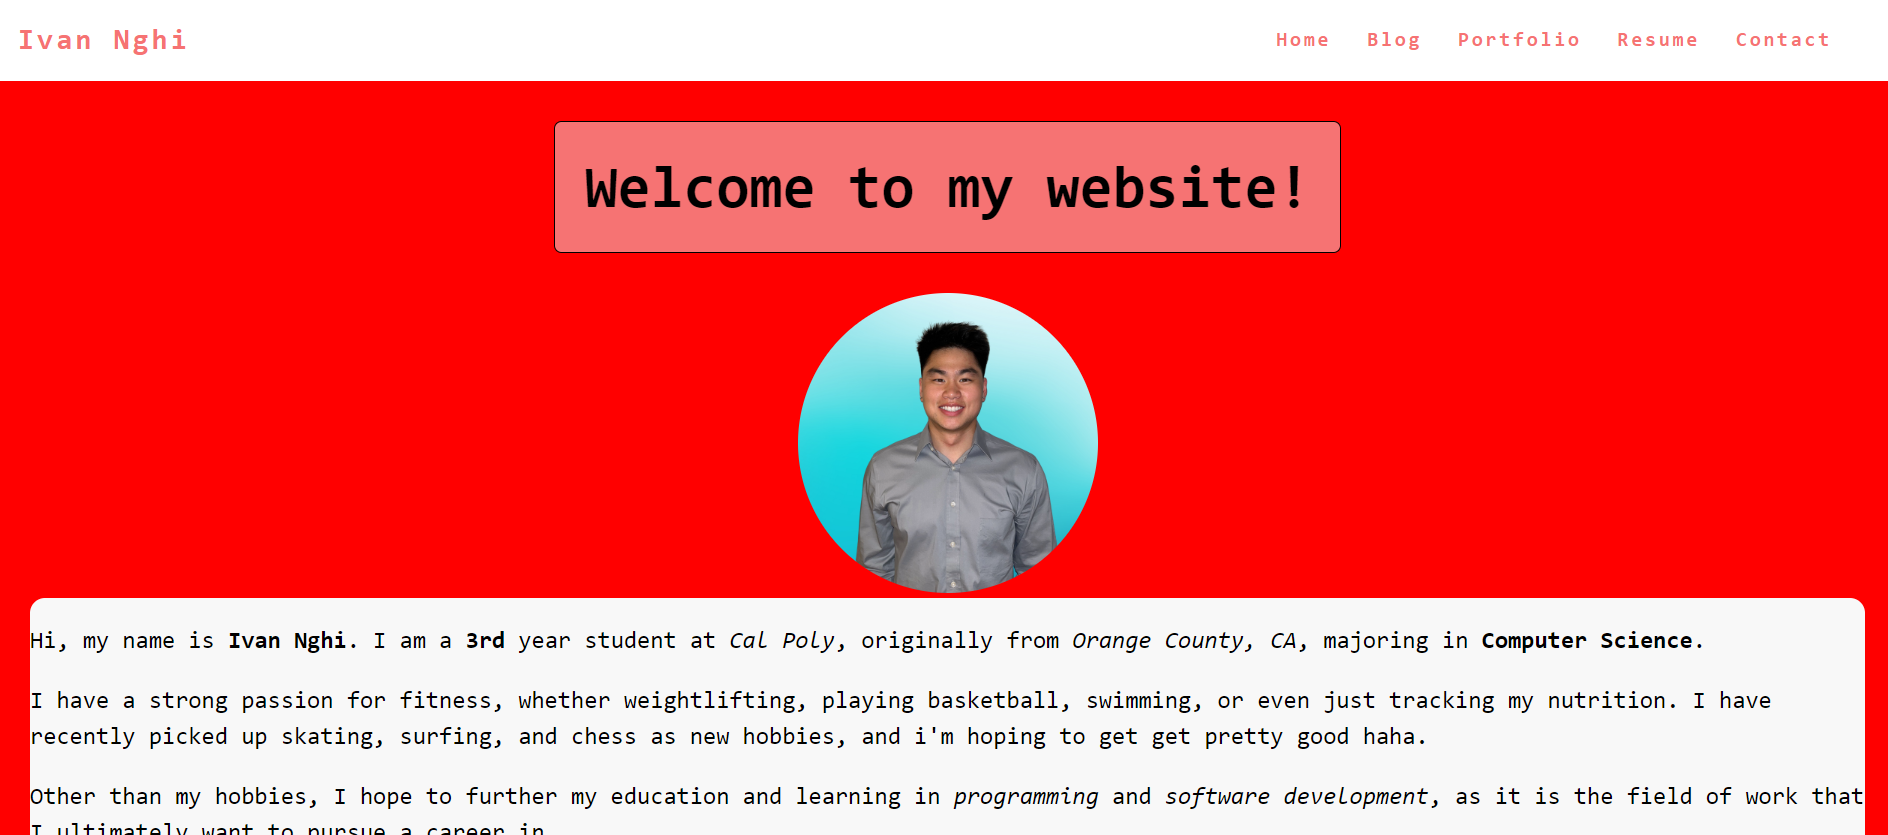 Ivan Nghi
Home Blog Portfolio Resume Contact
Welcome to my website!
Hi, my name is Ivan Nghi. I am a 3rd year student at Cal Poly, originally from Orange County, CA, majoring in Computer Science.
I have a strong passion for fitness, whether weightlifting, playing basketball, swimming, or even just tracking my nutrition. I have
recently picked up skating, surfing, and chess as new hobbies, and i'm hoping to get get pretty good haha.
Other than my hobbies, I hope to further my education and learning in programming and software development, as it is the field of work that
I ultimately want to pursue a career in